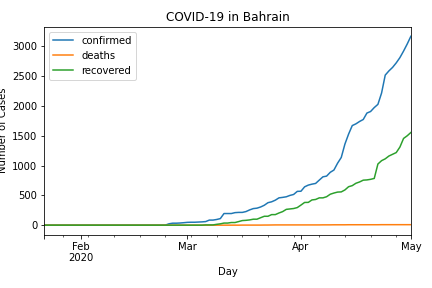 COVID-19 in Bahrain
confirmed
deaths
recovered
3000
2500
2000
1500
1000
500
0
Number of Cases
Feb
2020
Mar
Apr
May
Day